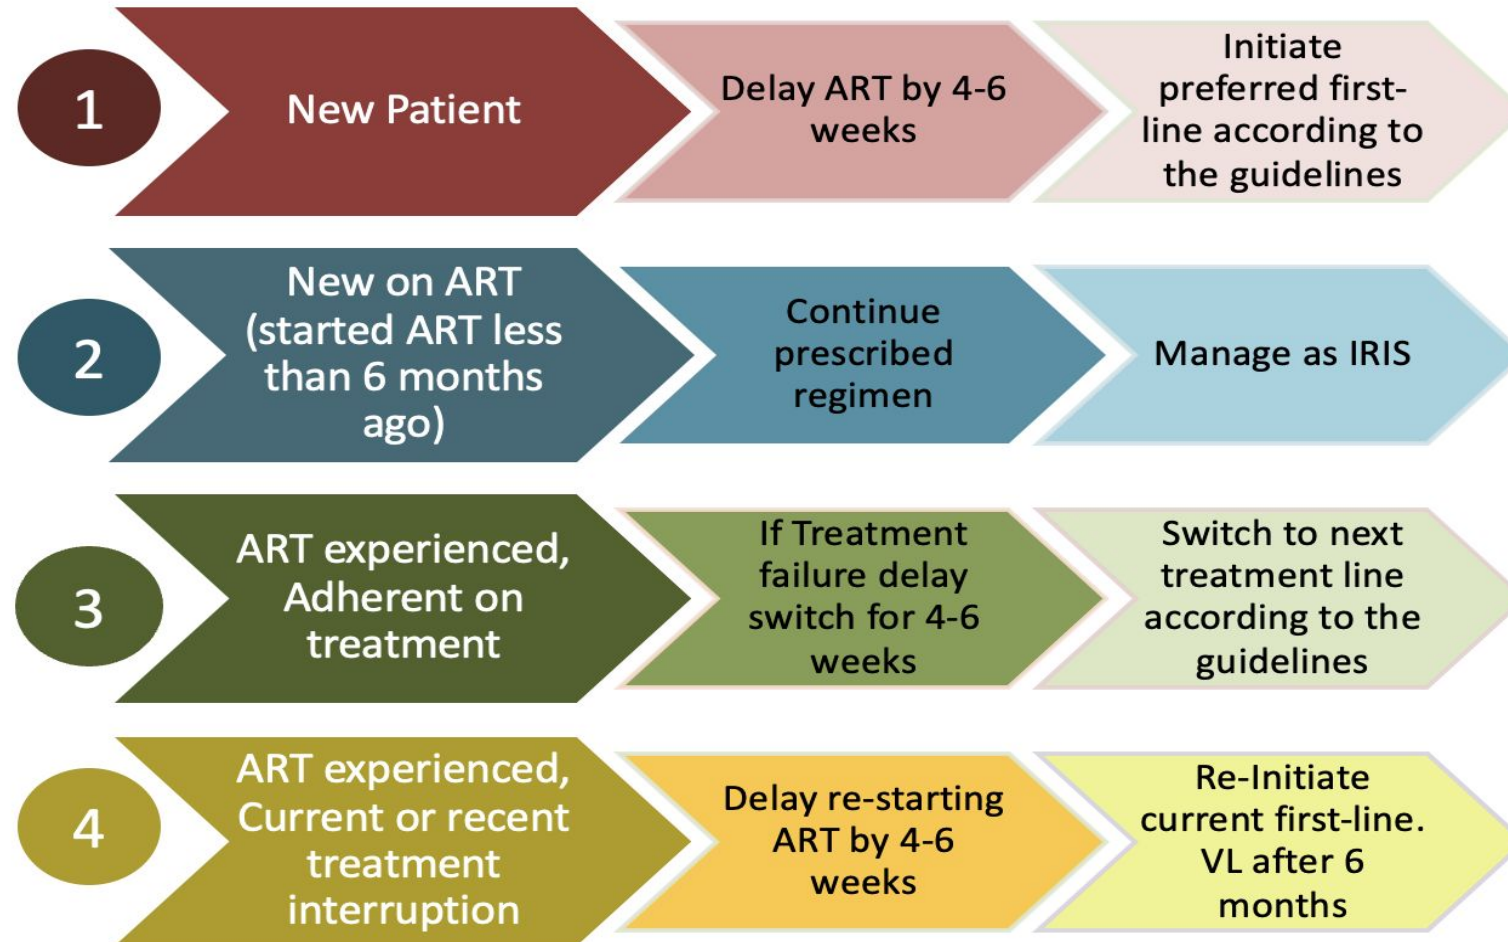 1
New Patient
Delay ART by 4-6
weeks
Initiate
preferred first-
line according to
the guidelines
2
New on ART
(started ART less
than 6 months
ago)
Continue
prescribed
regimen
Manage as IRIS
3
ART experienced,
Adherent on
treatment
If Treatment
failure delay
switch for 4-6
weeks
Switch to next
treatment line
according to the
guidelines
4
ART experienced,
Current or recent
treatment
interruption
Delay re-starting
ART by 4-6
weeks
Re-Initiate
current first-line.
VL after 6
months